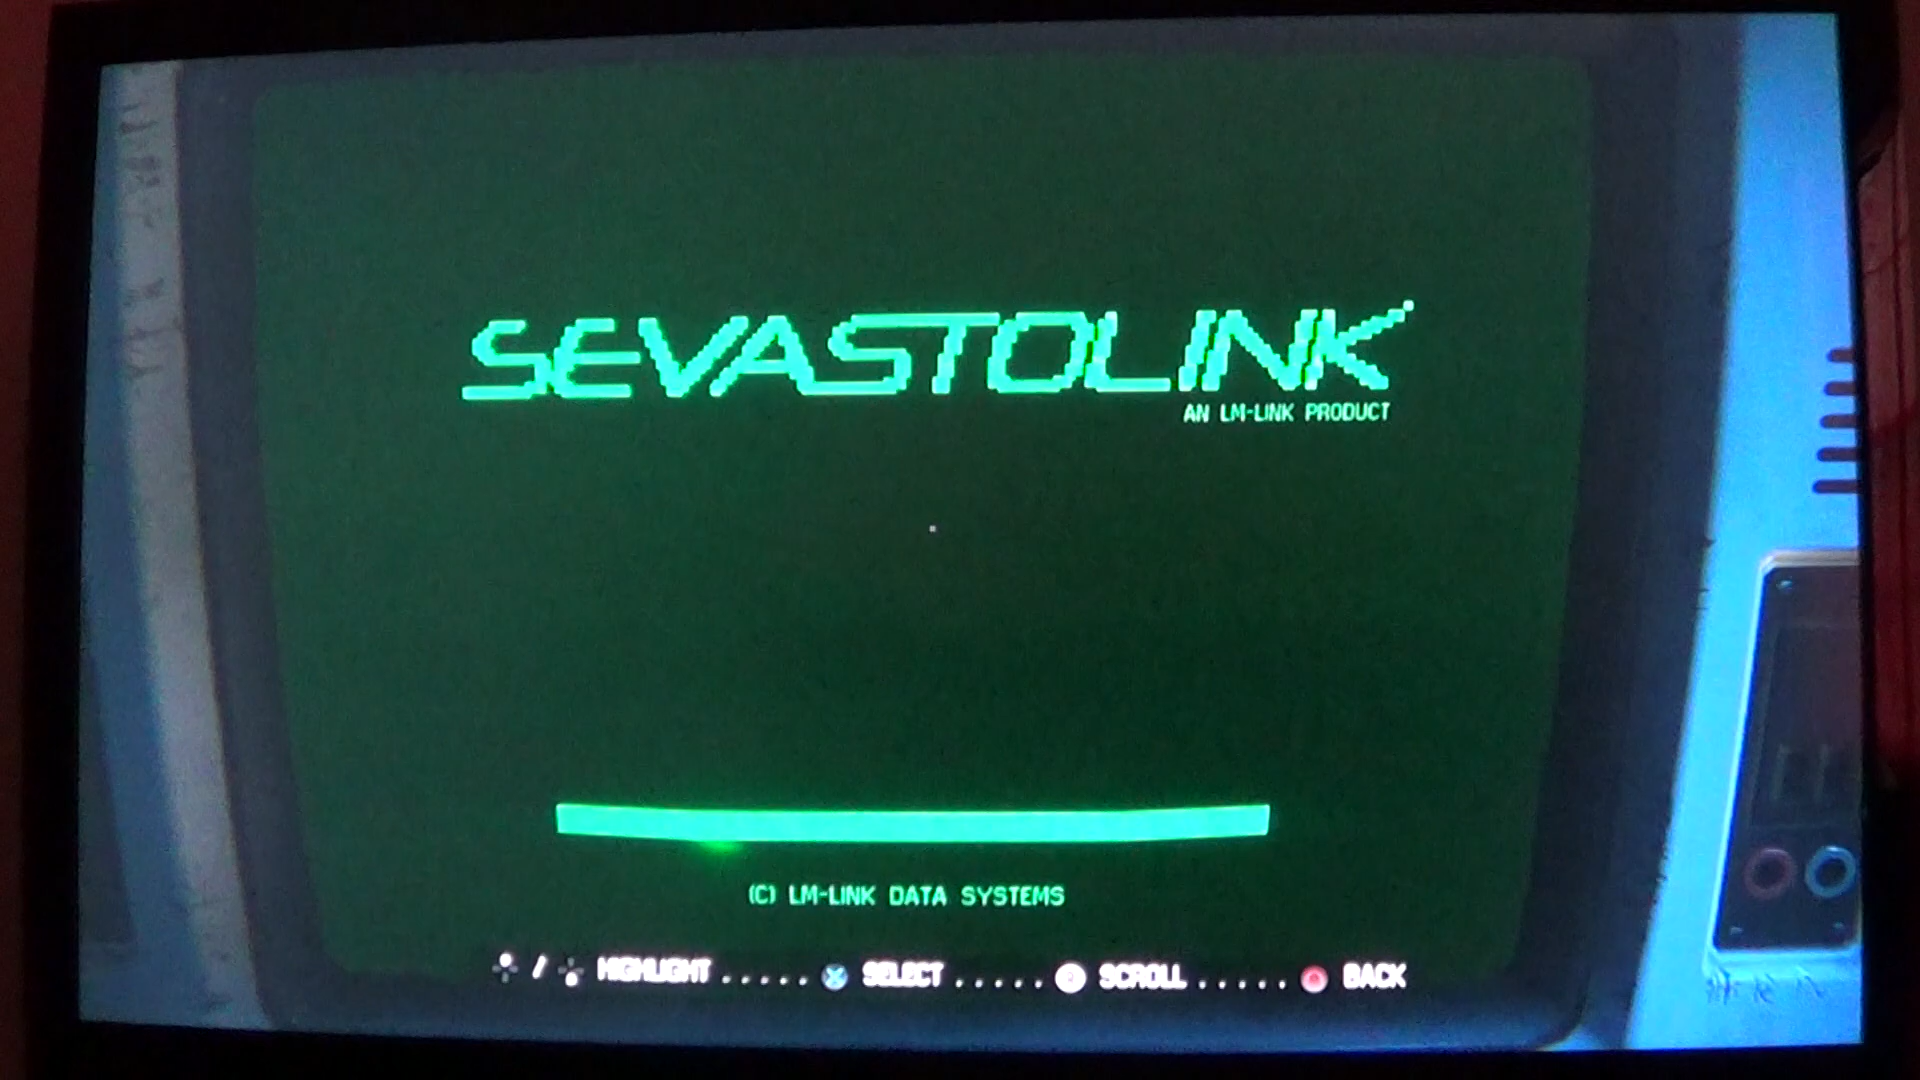 SEVASTOLINK
AN LM-LINK PRODUCT
(C) LM-LINK DATA SYSTEMS
/ HIGHLIGHT ..... SELECT ..... SCROLL ..... BACK